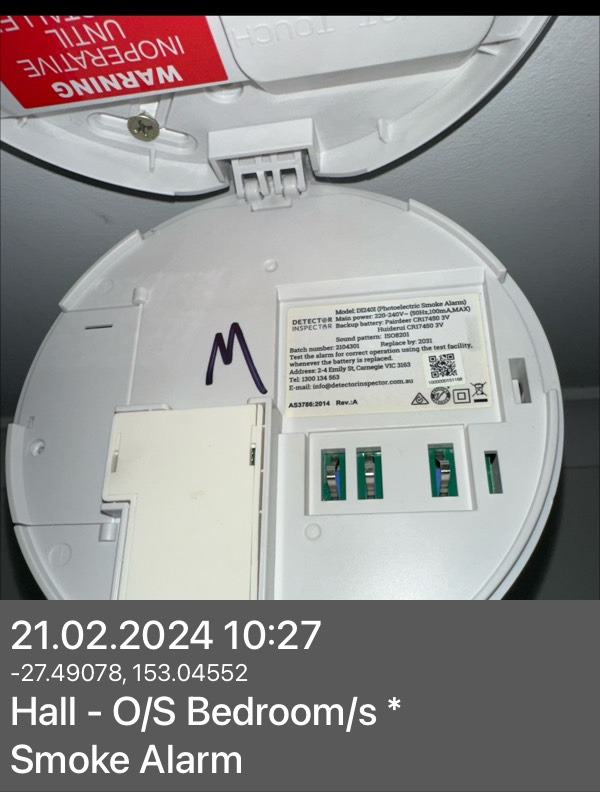 WARNING
INOPERATIVE
UNTIL
NOT TOUCH
M
DETECTOR
INSPECTOR
Model: DI240I (Photoelectric Smoke Alarm)
Main power: 220-240V~ (50Hz,100mA,MAX)
Backup battery: Pairdeer CR17450 3V
Huiderui CR17450 3V
Sound pattern: ISO8201
Batch number: 2104301 Replace by: 2031
Test the alarm for correct operation using the test facility,
whenever the battery is replaced.
Address: 2-4 Emily St, Carnegie VIC 3163
Tel: 1300 134 563
E-mail: info@detectorinspector.com.au
AS3786:2014 Rev.:A
21.02.2024 10:27
-27.49078, 153.04552
Hall - O/S Bedroom/s *
Smoke Alarm